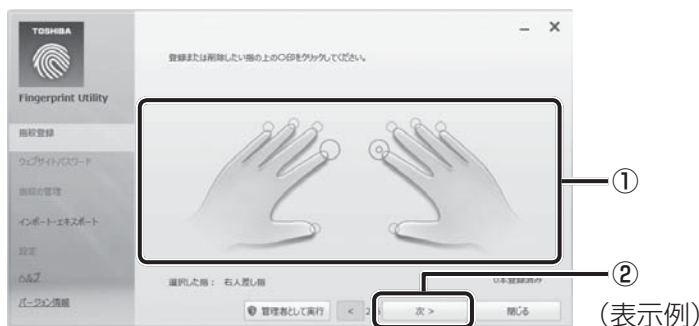 TOSHIBA
Fingerprint Utility
登録または削除したい指の上の○印をクリックしてください。
指紋登録
ウェブサイトパスワード
指紋の管理
インポート・エクスポート
設定
ヘルプ
バージョン情報
①
選択した指： 右人差し指
0本登録済み
②
管理者として実行
<
次 >
閉じる
(表示例)